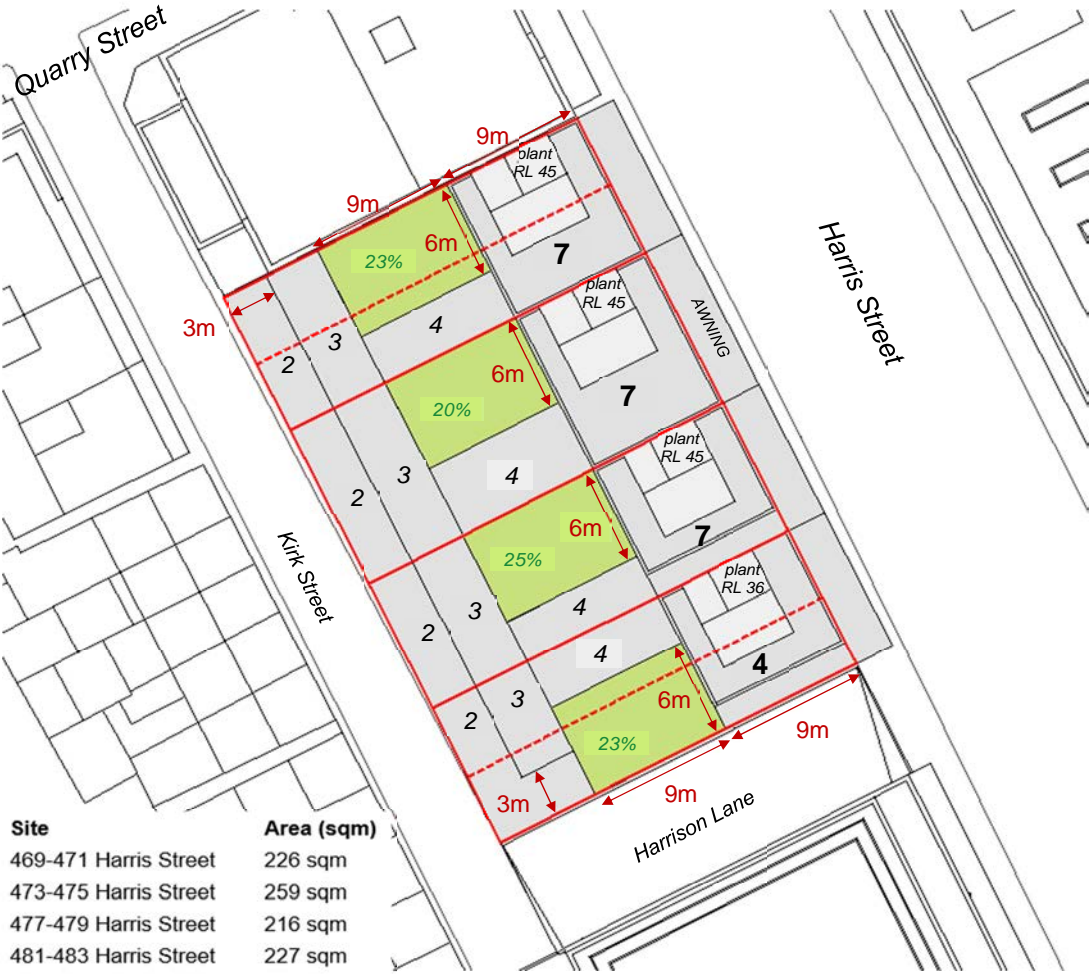 Quarry Street
9m
plant
RL 45
9m
6m
23%
7
3m
4
3
2
Harris Street
plant
RL 45
AWNING
6m
20%
7
3
2
4
plant
RL 45
6m
25%
7
Kirk Street
3
2
4
plant
RL 36
4
4
3
2
6m
23%
9m
9m
3m
Harrison Lane
Site Area (sqm)
469-471 Harris Street 226 sqm
473-475 Harris Street 259 sqm
477-479 Harris Street 216 sqm
481-483 Harris Street 227 sqm